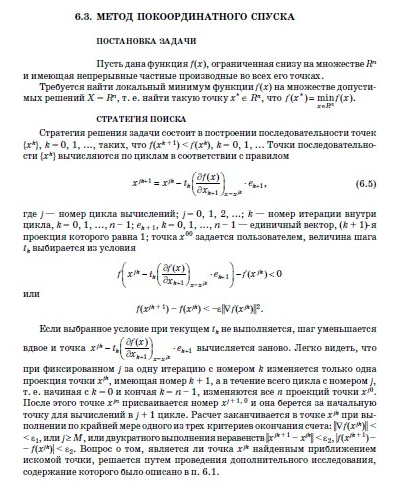 6.3. МЕТОД ПОКООРДИНАТНОГО СПУСКА
ПОСТАНОВКА ЗАДАЧИ
Пусть дана функция f(x), ограниченная снизу на множестве Rⁿ
и имеющая непрерывные частные производные во всех его точках.
Требуется найти локальный минимум функции f(x) на множестве допусти-
мых решений X = Rⁿ, т. е. найти такую точку x* ∈ Rⁿ, что f(x*) = min f(x).
x∈Rⁿ
СТРАТЕГИЯ ПОИСКА
Стратегия решения задачи состоит в построении последовательности точек
{xᵏ}, k = 0, 1, ..., таких, что f(xᵏ⁺¹) < f(xᵏ), k = 0, 1, ... Точки последовательно-
сти {xᵏ} вычисляются по циклам в соответствии с правилом
x^{jk+1} = x^{jk} – t_k (∂f(x)/∂x_{k+1})_{x=x^{jk}} · e_{k+1}, (6.5)
где j — номер цикла вычислений; j = 0, 1, 2, ...; k — номер итерации внутри
цикла, k = 0, 1, ..., n – 1; e_{k+1}, k = 0, 1, ..., n – 1 — единичный вектор, (k + 1)-я
проекция которого равна 1; точка x⁰⁰ задается пользователем, величина шага
t_k выбирается из условия
f(x^{jk} – t_k (∂f(x)/∂x_{k+1})_{x=x^{jk}} · e_{k+1}) – f(x^{jk}) < 0
или
f(x^{jk+1}) – f(x^{jk}) < –ε‖∇f(x^{jk})‖².
Если выбранное условие при текущем t_k не выполняется, шаг уменьшается
вдвое и точка x^{jk} – t_k (∂f(x)/∂x_{k+1})_{x=x^{jk}} · e_{k+1} вычисляется заново. Легко видеть, что
при фиксированном j за одну итерацию с номером k изменяется только одна
проекция точки x^{jk}, имеющая номер k + 1, а в течение всего цикла с номером j,
т. е. начиная с k = 0 и кончая k = n – 1, изменяются все n проекций точки x^{j0}.
После этого точке x^{jn} присваивается номер x^{j+1, 0} и она берется за начальную
точку для вычислений в j + 1 цикле. Расчет заканчивается в точке x^{jk} при вы-
полнении по крайней мере одного из трех критериев окончания счета: ‖∇f(x^{jk})‖ <
< ε₁, или j ≥ M, или двукратного выполнения неравенств ‖x^{jk+1} – x^{jk}‖ < ε₂, |f(x^{jk+1}) –
– f(x^{jk})| < ε₂. Вопрос о том, является ли точка x^{jk} найденным приближением
искомой точки, решается путем проведения дополнительного исследования,
содержание которого было описано в п. 6.1.